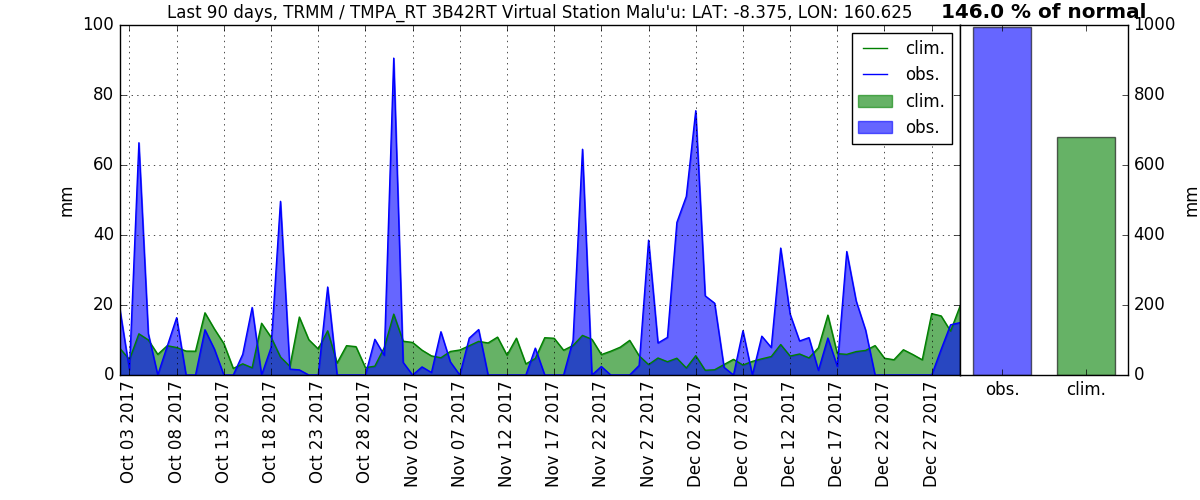 Last 90 days, TRMM / TMPA_RT 3B42RT Virtual Station Malu'u: LAT: -8.375, LON: 160.625
146.0 % of normal
100
80
60
40
20
0
mm
clim.
obs.
clim.
obs.
1000
800
600
400
200
0
mm
Oct 03 2017
Oct 08 2017
Oct 13 2017
Oct 18 2017
Oct 23 2017
Oct 28 2017
Nov 02 2017
Nov 07 2017
Nov 12 2017
Nov 17 2017
Nov 22 2017
Nov 27 2017
Dec 02 2017
Dec 07 2017
Dec 12 2017
Dec 17 2017
Dec 22 2017
Dec 27 2017
obs.
clim.